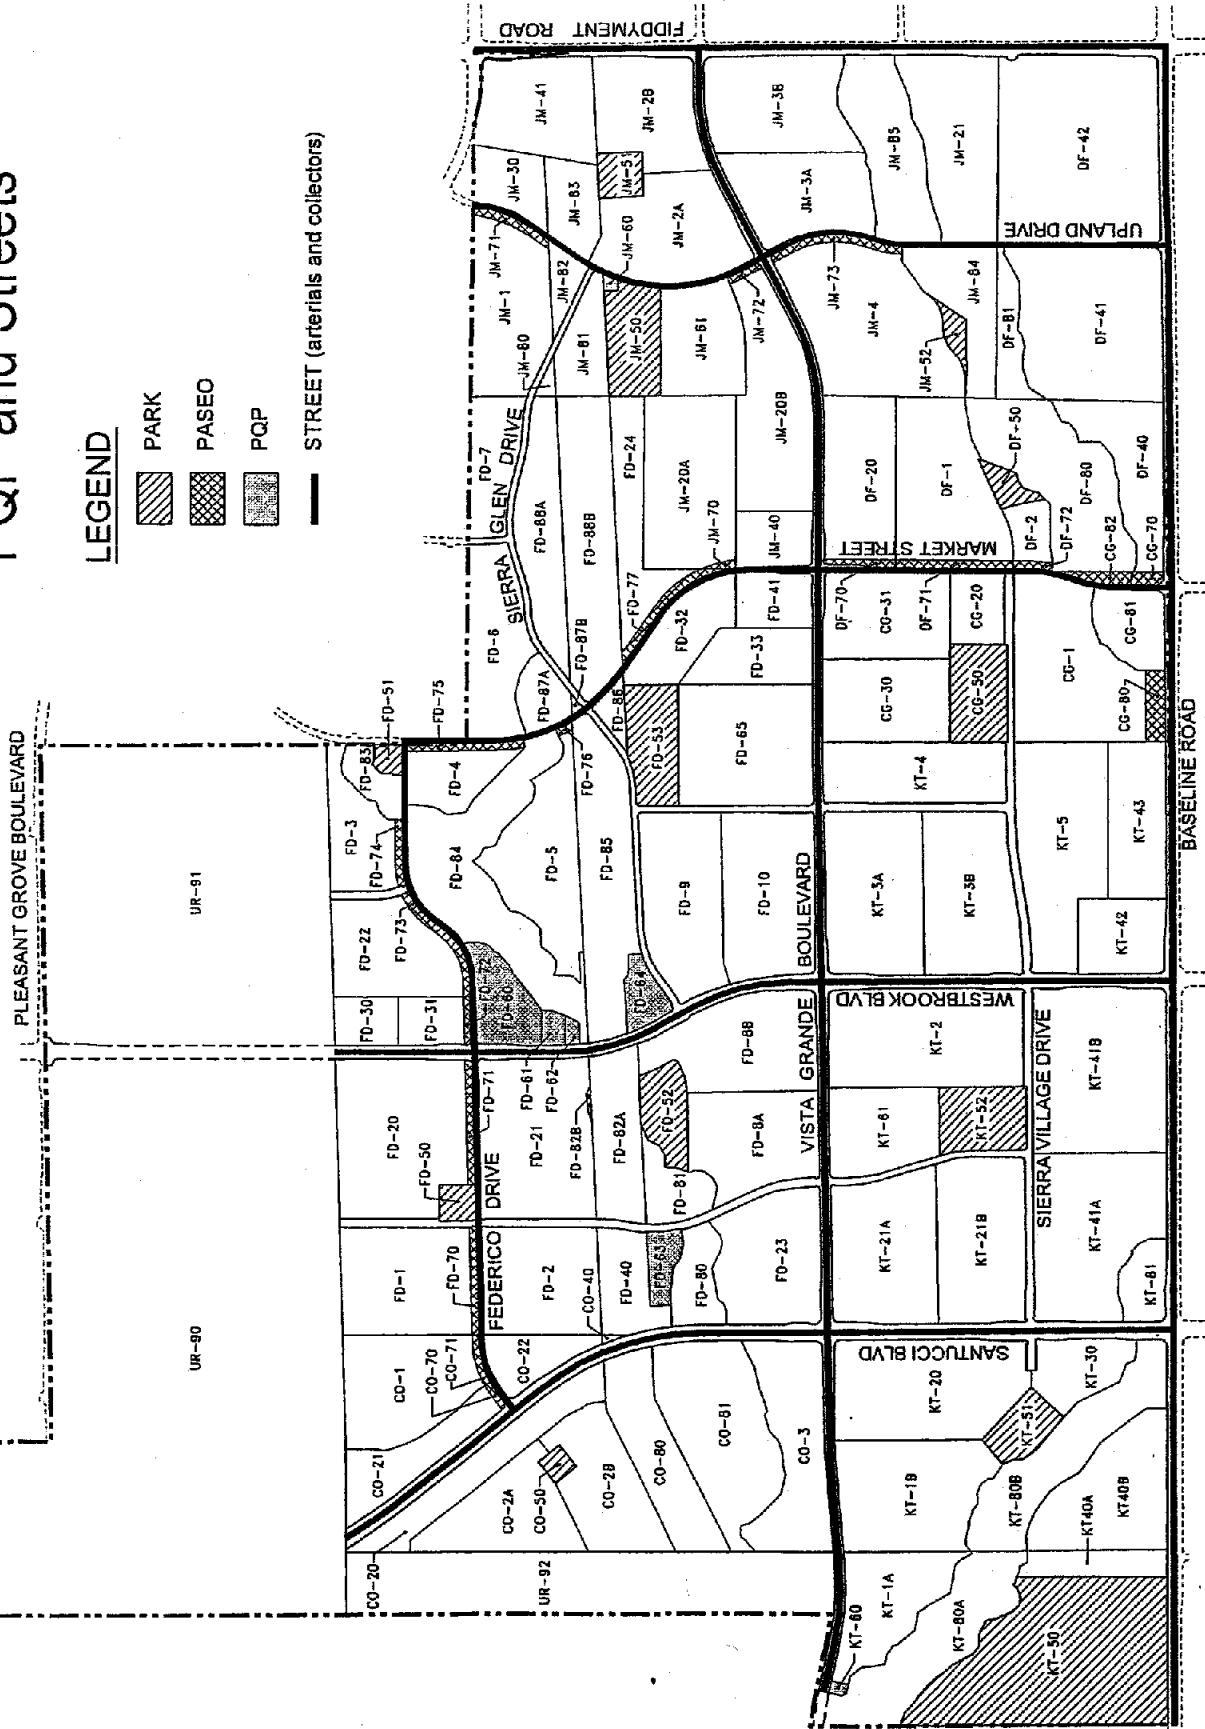 PQP and Streets
LEGEND
PARK
PASEO
PQP
STREET (arterials and collectors)
PLEASANT GROVE BOULEVARD
FIDDYMENT ROAD
UR-90
UR-91
UR-92
CO-20
CO-21
CO-1
CO-70
CO-71
CO-22
CO-2A
CO-50
CO-2B
CO-80
CO-81
CO-3
CO-40
FD-1
FD-70
FEDERICO DRIVE
FD-2
FD-40
FD-63
FD-80
FD-23
FD-20
FD-50
FD-71
FD-21
FD-61
FD-62
FD-82B
FD-82A
FD-52
FD-81
FD-8A
FD-8B
FD-30
FD-31
FD-22
FD-73
FD-72
FD-60
FD-64
FD-3
FD-74
FD-83
FD-51
FD-75
FD-84
FD-4
FD-5
FD-85
FD-9
FD-10
FD-76
FD-86
FD-53
FD-65
FD-6
FD-87A
FD-87B
FD-77
FD-32
FD-33
FD-41
SIERRA GLEN DRIVE
FD-7
FD-88A
FD-88B
FD-24
JM-20A
JM-70
JM-40
JM-20B
JM-1
JM-71
JM-80
JM-82
JM-81
JM-50
JM-60
JM-61
JM-72
JM-30
JM-83
JM-41
JM-51
JM-2B
JM-2A
JM-3B
JM-3A
JM-73
JM-4
JM-85
JM-21
JM-84
JM-52
DF-42
UPLAND DRIVE
DF-81
DF-41
DF-20
DF-1
DF-50
DF-2
DF-80
DF-40
DF-72
CG-82
CG-70
MARKET STREET
DF-70
CG-31
DF-71
CG-20
CG-30
CG-50
CG-1
CG-81
CG-80
VISTA GRANDE BOULEVARD
WESTBROOK BLVD
SANTUCCI BLVD
SIERRA VILLAGE DRIVE
BASELINE ROAD
KT-4
KT-5
KT-43
KT-3A
KT-3B
KT-42
KT-2
KT-61
KT-52
KT-41B
KT-21A
KT-21B
KT-41A
KT-81
KT-20
KT-51
KT-30
KT-1B
KT-80B
KT40A
KT40B
KT-1A
KT-60
KT-80A
KT-50